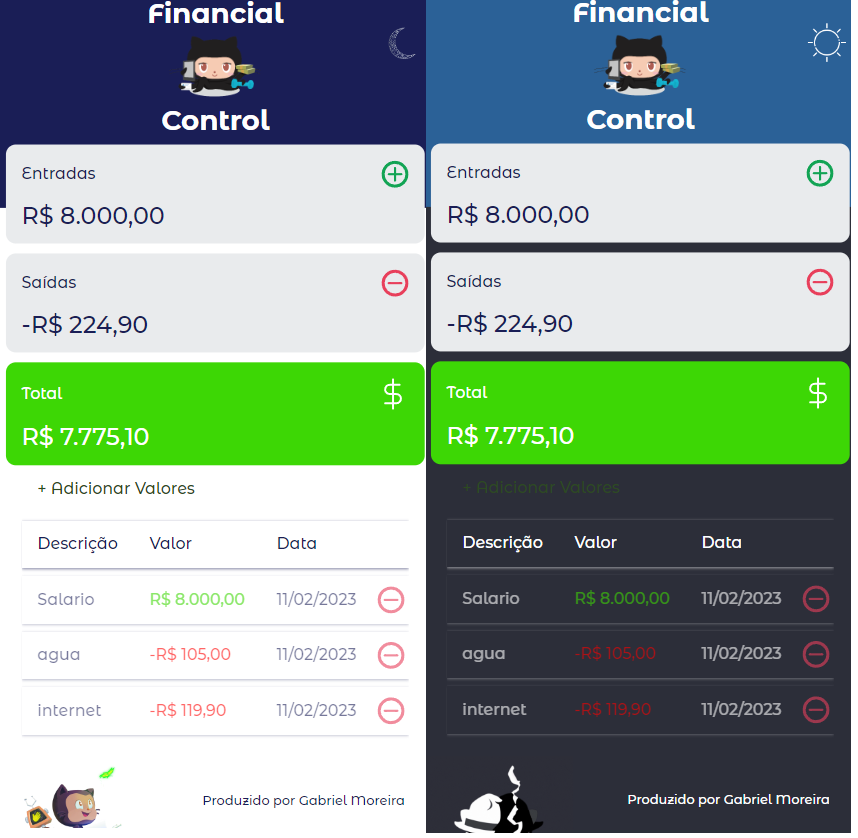 Financial
Control
Entradas
R$ 8.000,00
Saídas
-R$ 224,90
Total
R$ 7.775,10
+ Adicionar Valores
Descrição Valor Data
Salario R$ 8.000,00 11/02/2023
agua -R$ 105,00 11/02/2023
internet -R$ 119,90 11/02/2023
Produzido por Gabriel Moreira
Financial
Control
Entradas
R$ 8.000,00
Saídas
-R$ 224,90
Total
R$ 7.775,10
+ Adicionar Valores
Descrição Valor Data
Salario R$ 8.000,00 11/02/2023
agua -R$ 105,00 11/02/2023
internet -R$ 119,90 11/02/2023
Produzido por Gabriel Moreira